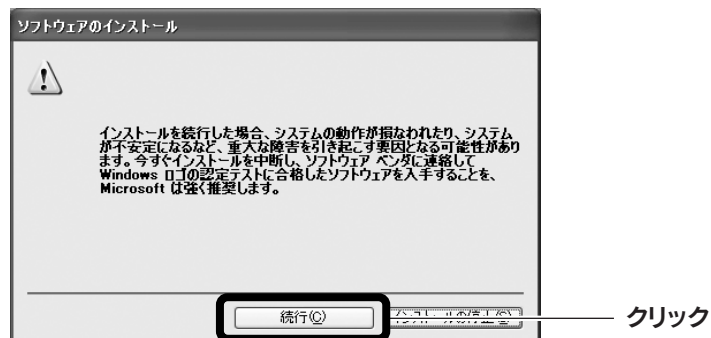 ソフトウェアのインストール
インストールを続行した場合、システムの動作が損なわれたり、システム
が不安定になるなど、重大な障害を引き起こす要因となる可能性があり
ます。今すぐインストールを中断し、ソフトウェア ベンダに連絡して
Windows ロゴの認定テストに合格したソフトウェアを入手することを、
Microsoft は強く推奨します。
続行(C)
クリック